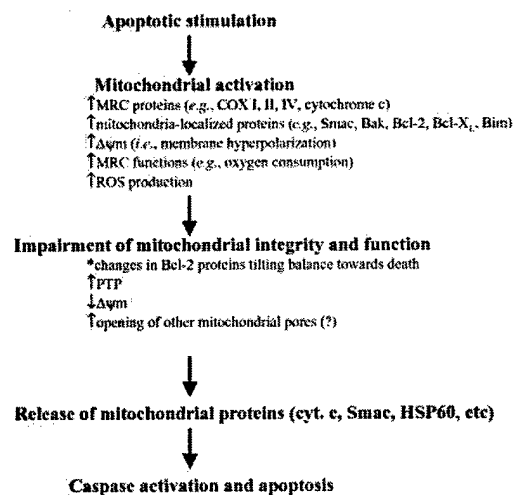 Apoptotic stimulation
Mitochondrial activation
↑MRC proteins (e.g., COX I, II, IV, cytochrome c)
↑mitochondria-localized proteins (e.g., Smac, Bak, Bcl-2, Bcl-XL, Bim)
↑Δψm (i.e., membrane hyperpolarization)
↑MRC functions (e.g., oxygen consumption)
↑ROS production
Impairment of mitochondrial integrity and function
*changes in Bcl-2 proteins tilting balance towards death
↑PTP
↓Δψm
↑opening of other mitochondrial pores (?)
Release of mitochondrial proteins (cyt. c, Smac, HSP60, etc)
Caspase activation and apoptosis